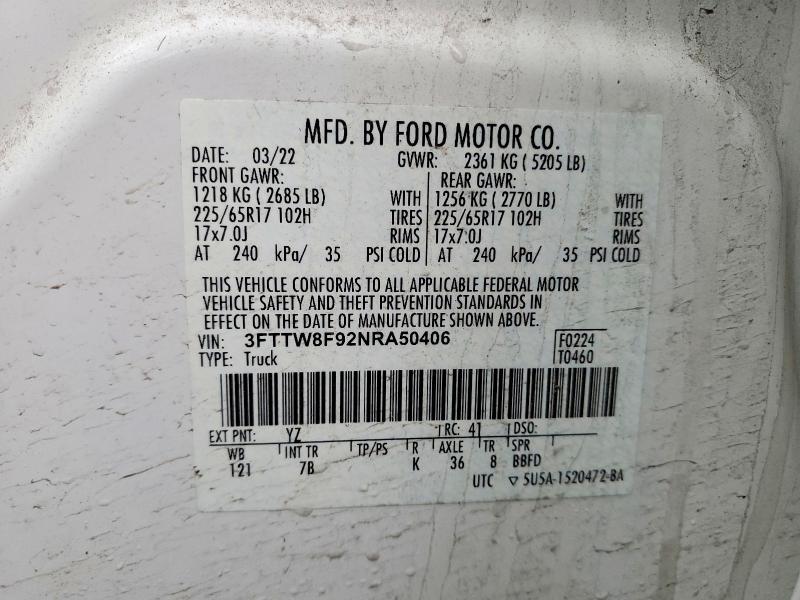 MFD. BY FORD MOTOR CO.
DATE: 03/22 GVWR: 2361 KG ( 5205 LB)
FRONT GAWR: REAR GAWR:
1218 KG ( 2685 LB) WITH 1256 KG ( 2770 LB) WITH
225/65R17 102H TIRES 225/65R17 102H TIRES
17x7.0J RIMS 17x7.0J RIMS
AT 240 kPa/ 35 PSI COLD AT 240 kPa/ 35 PSI COLD
THIS VEHICLE CONFORMS TO ALL APPLICABLE FEDERAL MOTOR
VEHICLE SAFETY AND THEFT PREVENTION STANDARDS IN
EFFECT ON THE DATE OF MANUFACTURE SHOWN ABOVE.
VIN: 3FTTW8F92NRA50406 F0224
TYPE: Truck T0460
EXT PNT: YZ RC: 41 DSO:
WB INT TR TP/PS R AXLE TR SPR
121 7B K 36 8 BBFD
UTC ▽ 5U5A-1520472-BA